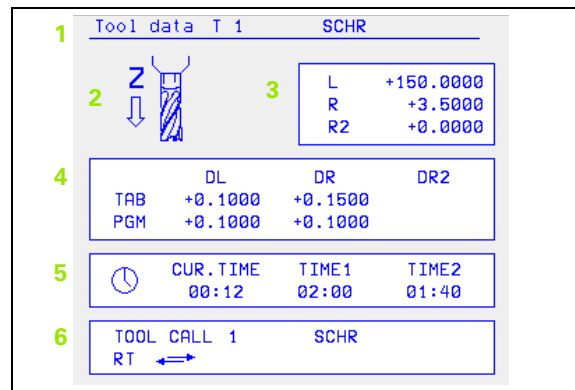 1 Tool data T 1 SCHR
2 Z
3 L +150.0000
R +3.5000
R2 +0.0000
4 DL DR DR2
TAB +0.1000 +0.1500
PGM +0.1000 +0.1000
5 CUR.TIME TIME1 TIME2
00:12 02:00 01:40
6 TOOL CALL 1 SCHR
RT